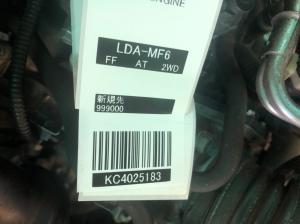 ENGINE
LDA-MF6
FF AT 2WD
新規先
999000
KC4025183